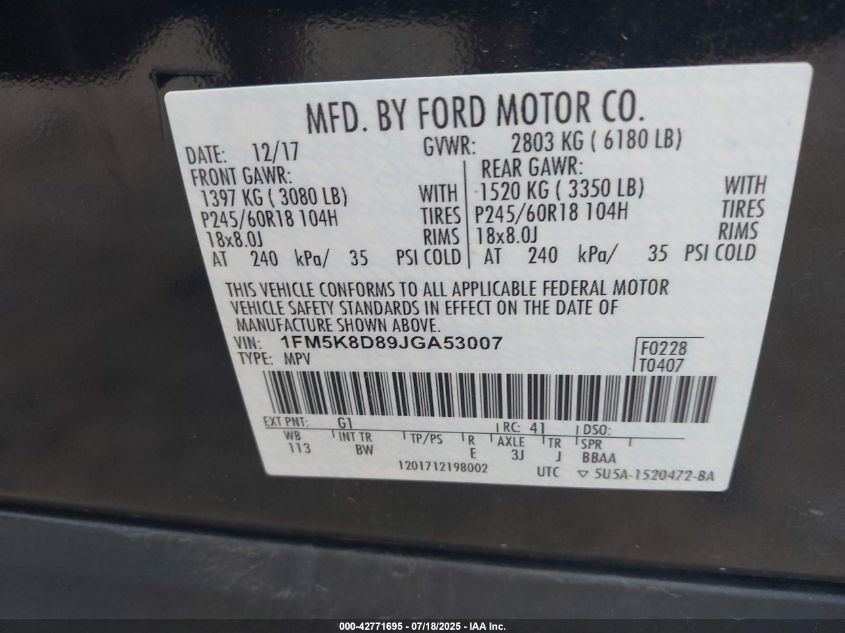 MFD. BY FORD MOTOR CO.
DATE: 12/17 GVWR: 2803 KG ( 6180 LB)
FRONT GAWR: REAR GAWR:
1397 KG ( 3080 LB) WITH 1520 KG ( 3350 LB) WITH
P245/60R18 104H TIRES P245/60R18 104H TIRES
18x8.0J RIMS 18x8.0J RIMS
AT 240 kPa/ 35 PSI COLD AT 240 kPa/ 35 PSI COLD
THIS VEHICLE CONFORMS TO ALL APPLICABLE FEDERAL MOTOR
VEHICLE SAFETY STANDARDS IN EFFECT ON THE DATE OF
MANUFACTURE SHOWN ABOVE.
VIN: 1FM5K8D89JGA53007 F0228
TYPE: MPV T0407
EXT PNT: G1 RC: 41 DSO:
WB INT TR TP/PS R AXLE TR SPR
113 BW E 3J J BBAA
1201712198002 UTC ▽ 5U5A-1520472-BA
000-42771695 - 07/18/2025 - IAA Inc.